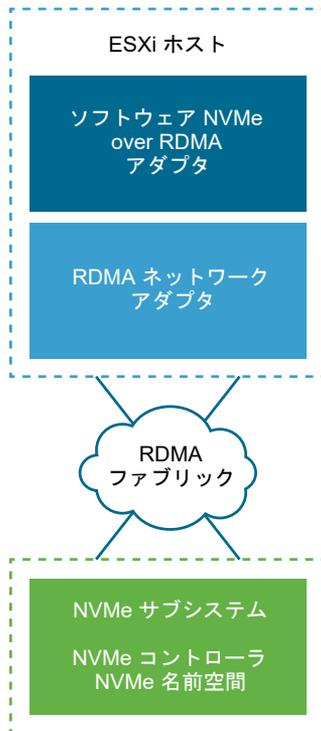 ESXi ホスト
ソフトウェア NVMe
over RDMA
アダプタ
RDMA ネットワーク
アダプタ
RDMA
ファブリック
NVMe サブシステム
NVMe コントローラ
NVMe 名前空間